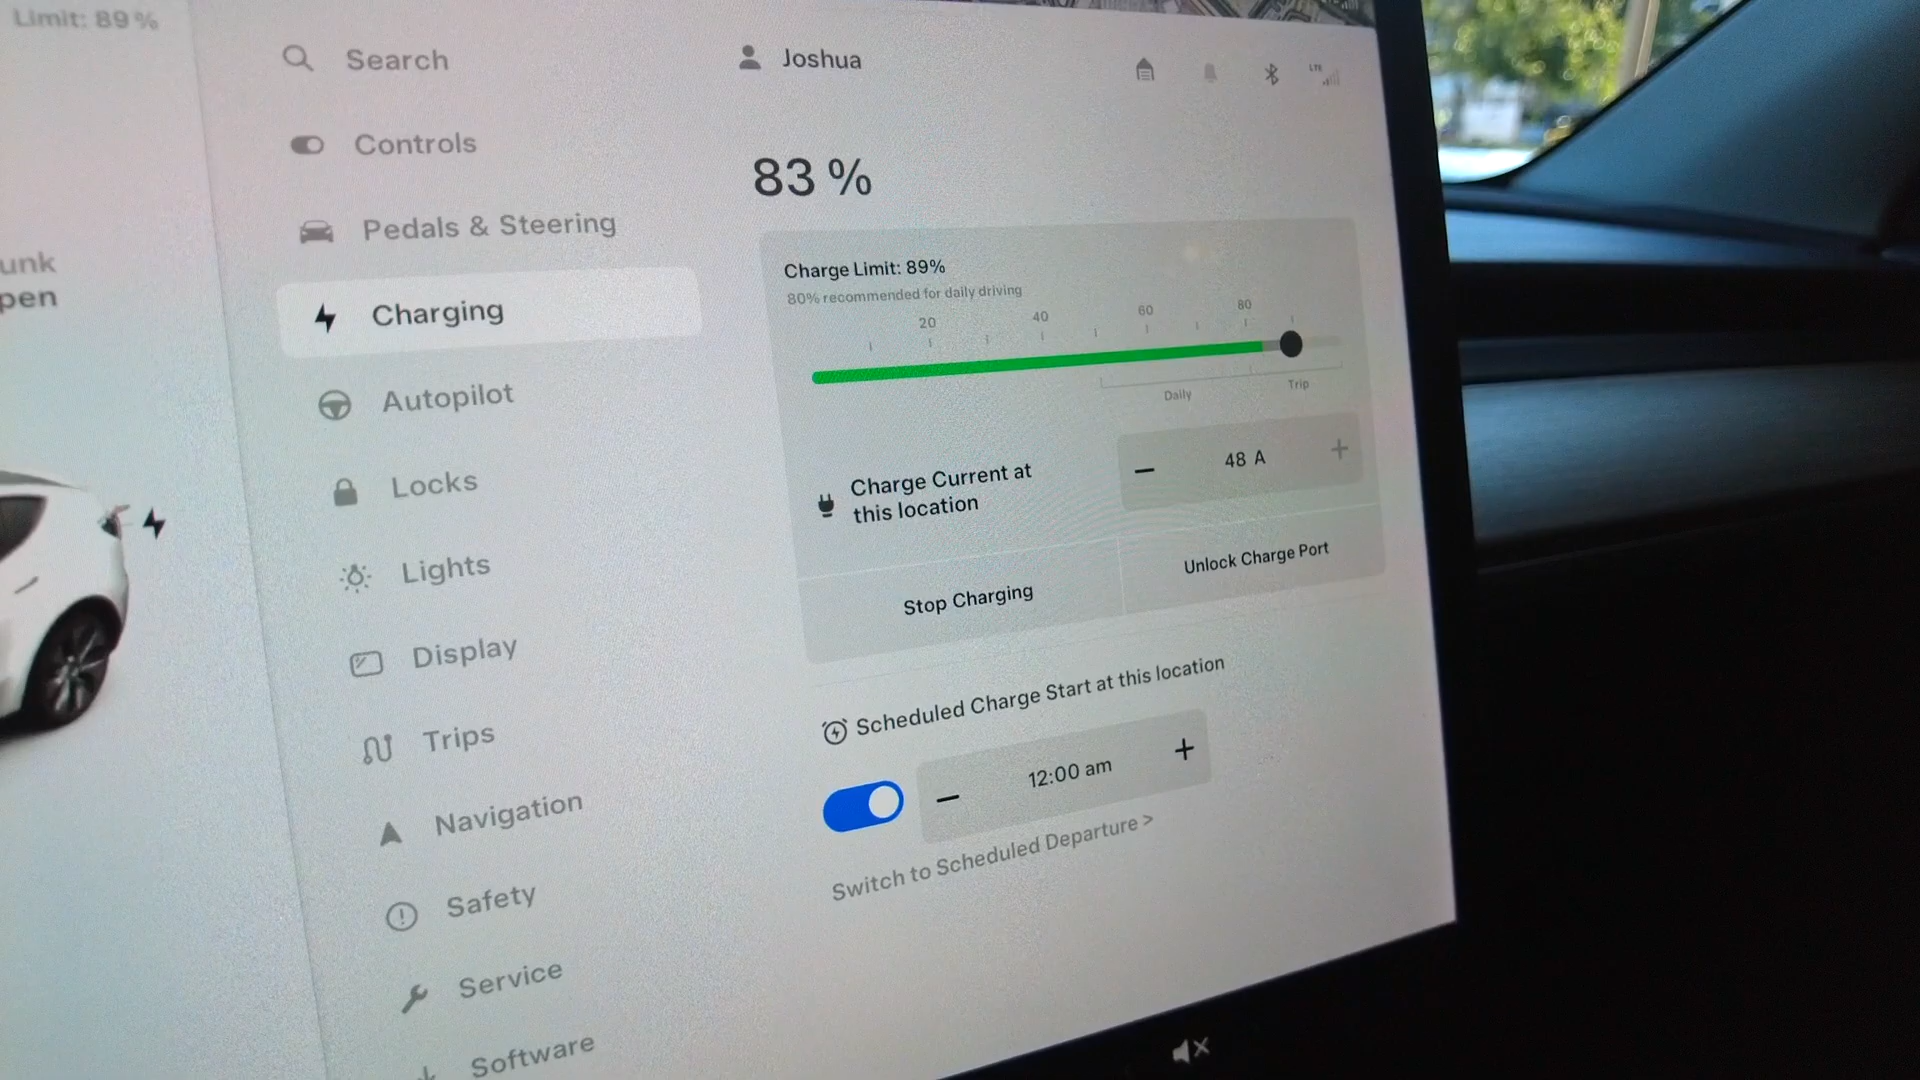 Limit: 89%
unk
pen
Search
Controls
Pedals & Steering
Charging
Autopilot
Locks
Lights
Display
Trips
Navigation
Safety
Service
Software
Joshua
LTE
83 %
Charge Limit: 89%
80% recommended for daily driving
20 40 60 80
Daily Trip
Charge Current at
this location
48 A
Stop Charging
Unlock Charge Port
Scheduled Charge Start at this location
12:00 am
Switch to Scheduled Departure >